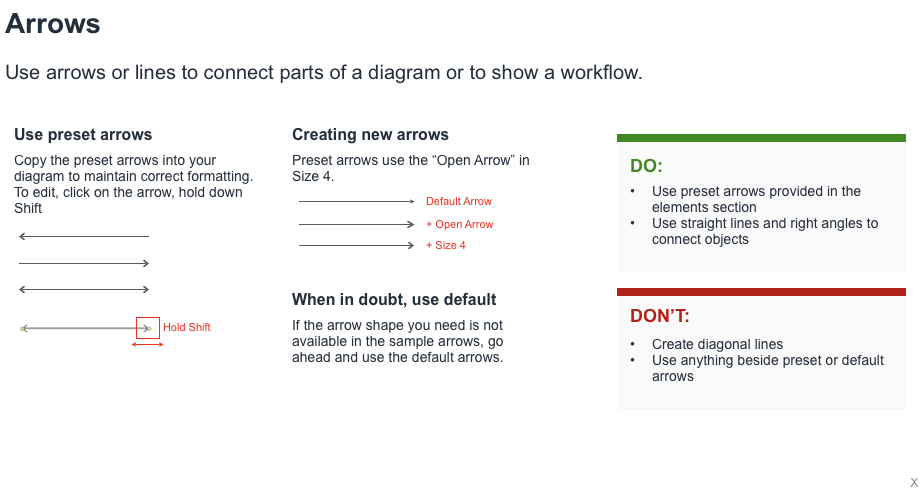 Arrows
Use arrows or lines to connect parts of a diagram or to show a workflow.
Use preset arrows
Copy the preset arrows into your
diagram to maintain correct formatting.
To edit, click on the arrow, hold down
Shift
Hold Shift
Creating new arrows
Preset arrows use the “Open Arrow” in
Size 4.
Default Arrow
+ Open Arrow
+ Size 4
When in doubt, use default
If the arrow shape you need is not
available in the sample arrows, go
ahead and use the default arrows.
DO:
• Use preset arrows provided in the
elements section
• Use straight lines and right angles to
connect objects
DON’T:
• Create diagonal lines
• Use anything beside preset or default
arrows
X